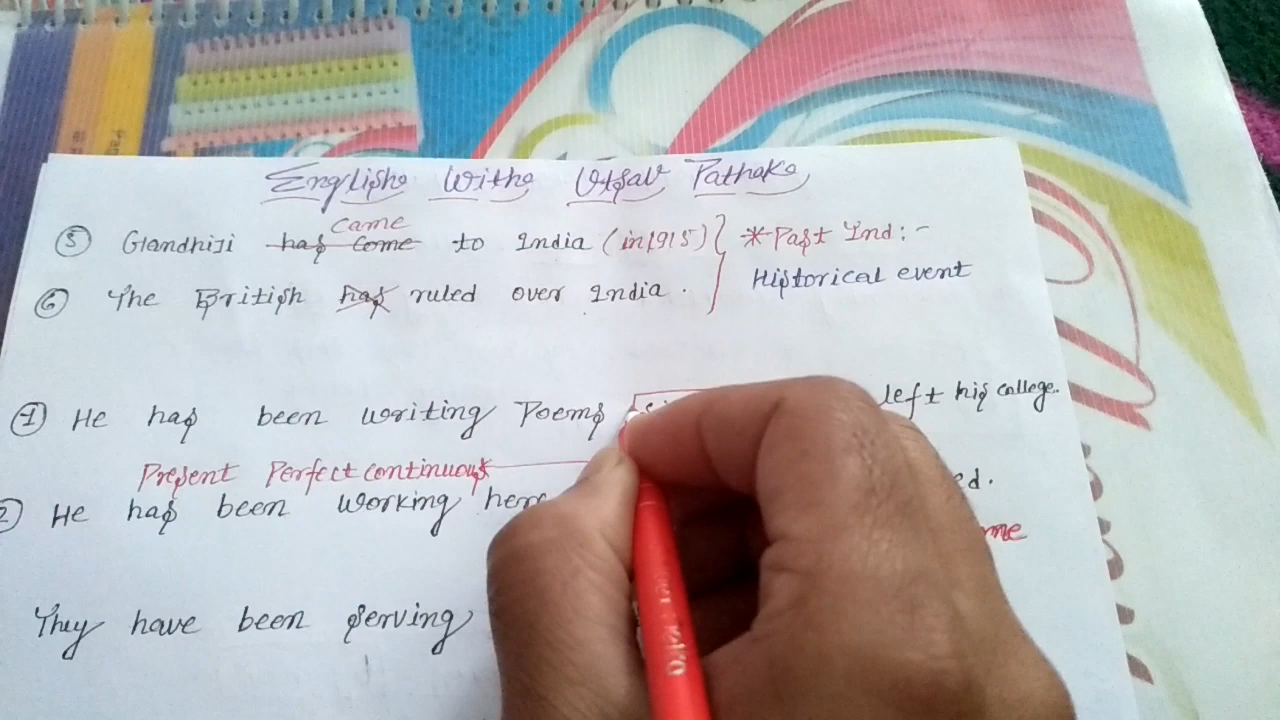 English With Utsav Pathak
came
⑤ Gandhiji has come to India (in 1915) } * Past Ind:-
⑥ The British has ruled over India. Historical event
① He has been writing Poems left his college.
Present Perfect continuous
② He has been working here
They have been serving